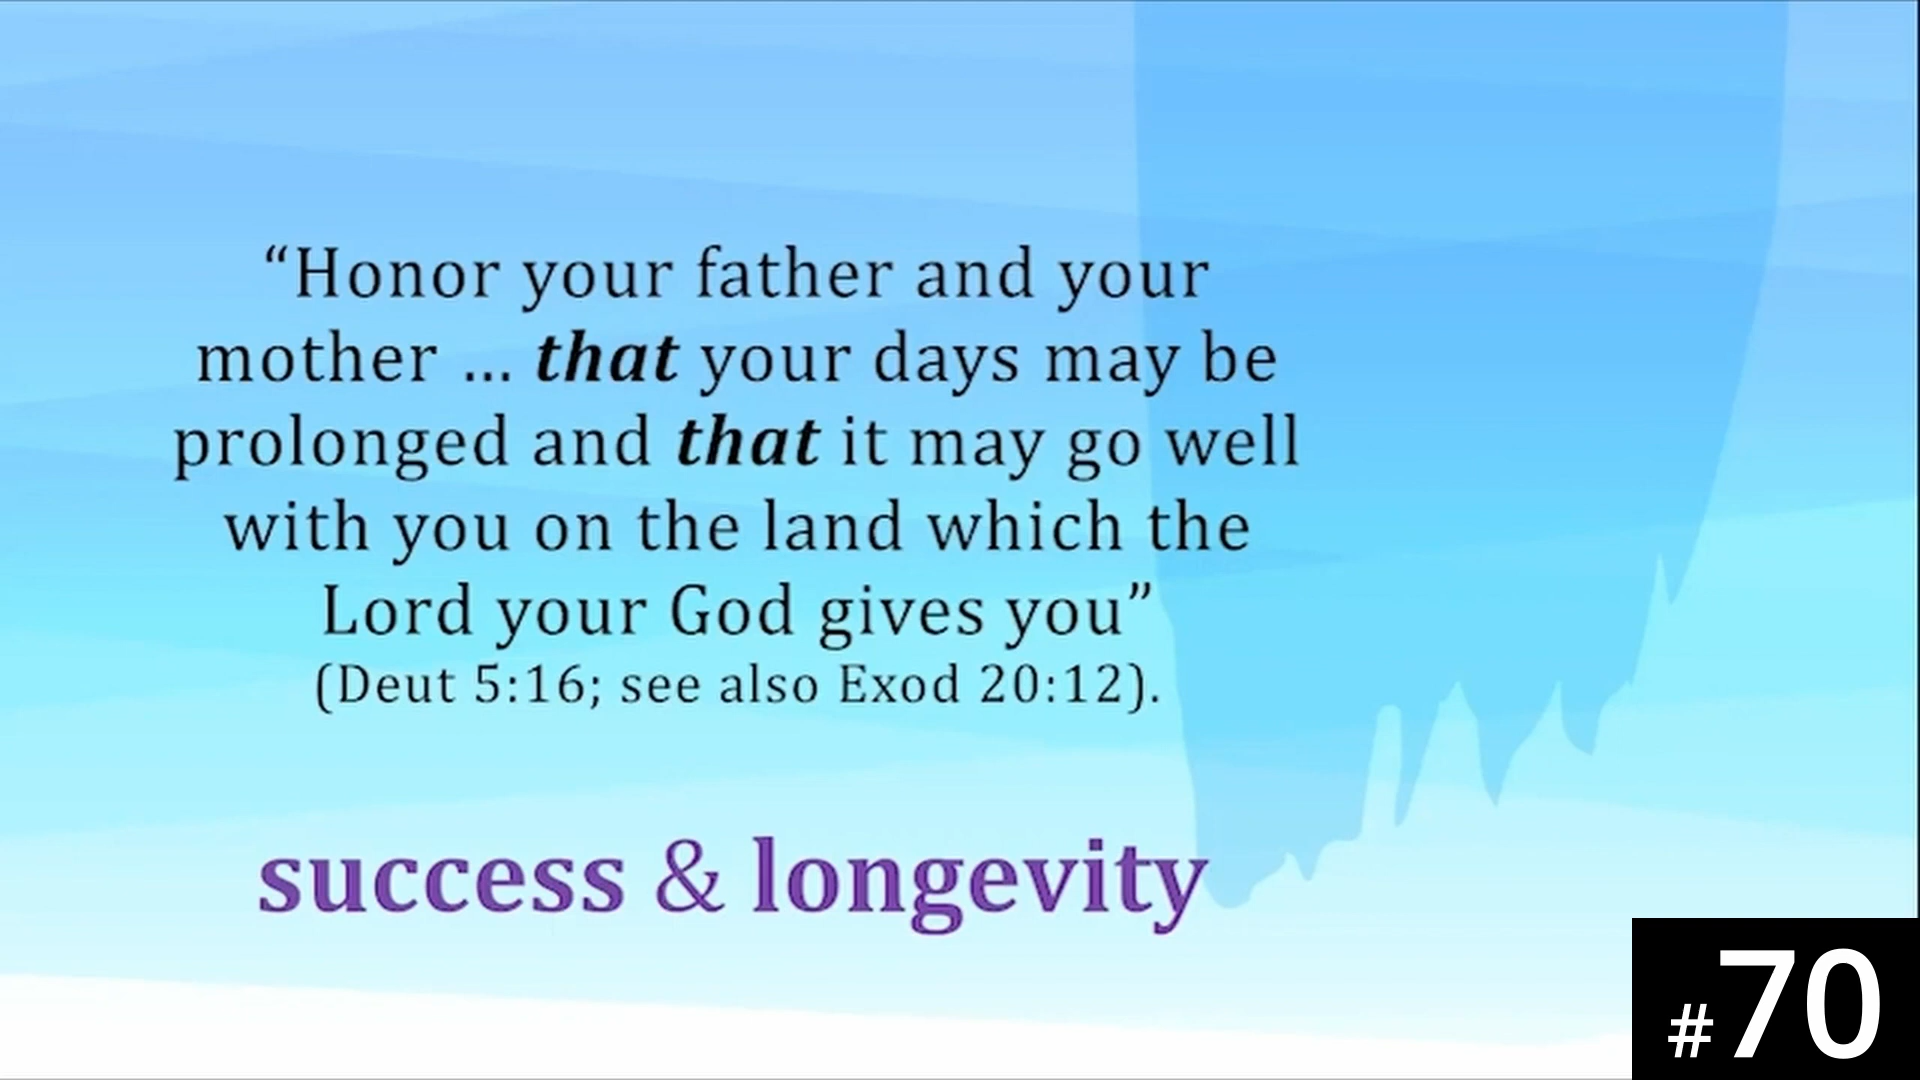 “Honor your father and your
mother ... that your days may be
prolonged and that it may go well
with you on the land which the
Lord your God gives you”
(Deut 5:16; see also Exod 20:12).
success & longevity
#70